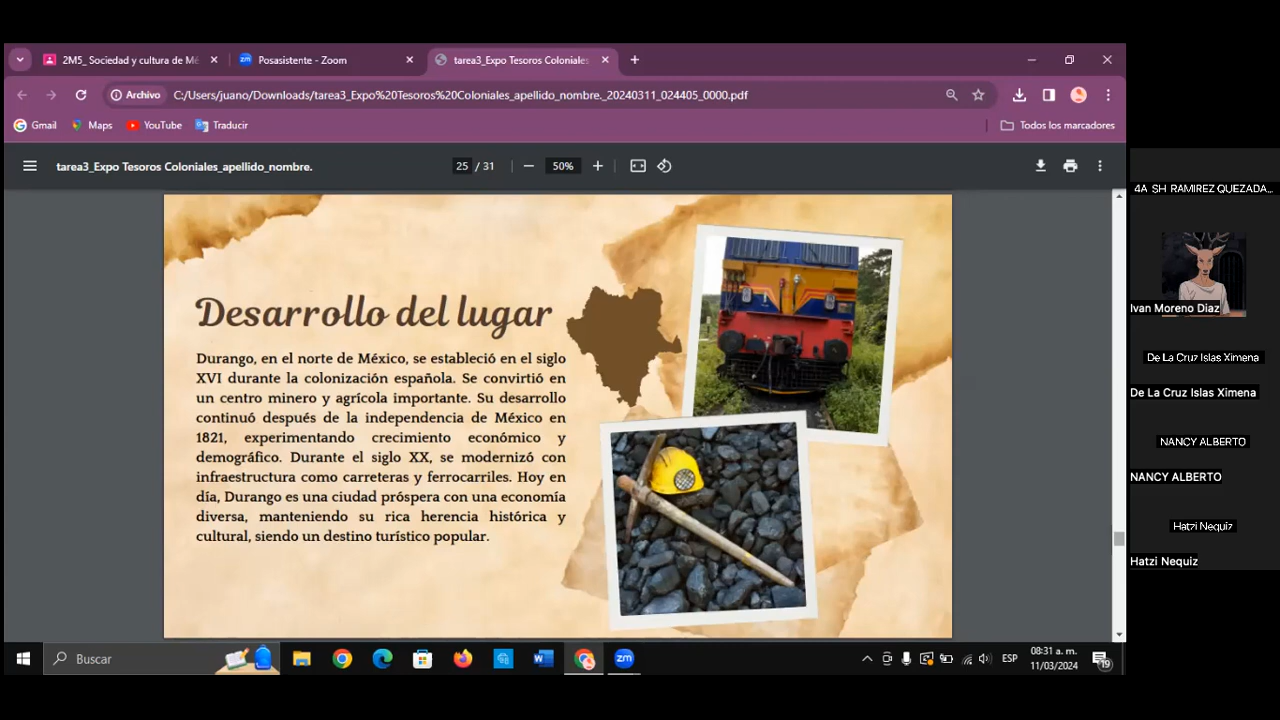 2M5_ Sociedad y cultura de Mé
Posasistente - Zoom
tarea3_Expo Tesoros Coloniales
Archivo
C:/Users/juano/Downloads/tarea3_Expo%20Tesoros%20Coloniales_apellido_nombre._20240311_024405_0000.pdf
Gmail
Maps
YouTube
Traducir
Todos los marcadores
tarea3_Expo Tesoros Coloniales_apellido_nombre.
25 / 31
50%
Desarrollo del lugar
Durango, en el norte de México, se estableció en el siglo
XVI durante la colonización española. Se convirtió en
un centro minero y agrícola importante. Su desarrollo
continuó después de la independencia de México en
1821, experimentando crecimiento económico y
demográfico. Durante el siglo XX, se modernizó con
infraestructura como carreteras y ferrocarriles. Hoy en
día, Durango es una ciudad próspera con una economía
diversa, manteniendo su rica herencia histórica y
cultural, siendo un destino turístico popular.
4A SH RAMIREZ QUEZADA...
Ivan Moreno Diaz
De La Cruz Islas Ximena
De La Cruz Islas Ximena
NANCY ALBERTO
NANCY ALBERTO
Hatzi Nequiz
Hatzi Nequiz
Buscar
zm
ESP
08:31 a. m.
11/03/2024
19